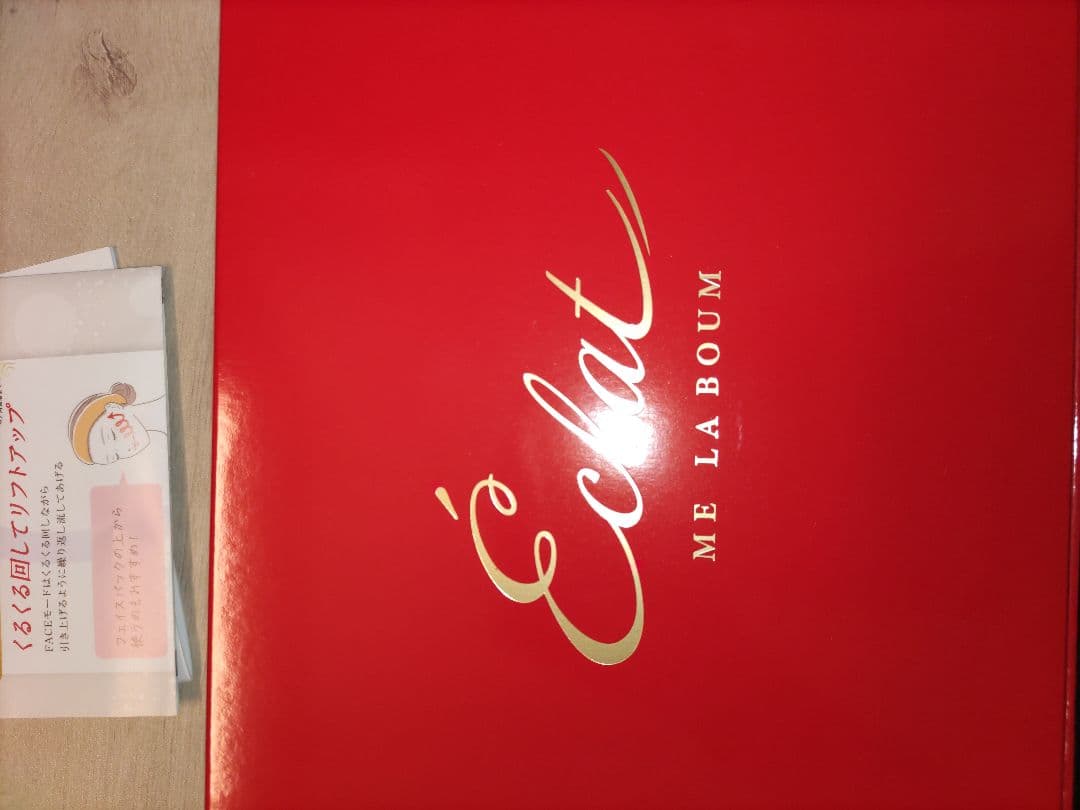 くるくる回してリフトアップ
FACEモードはくるくる回しながら
引き上げるように繰り返し流してあげる
フェイスパックの上から
使うのもおすすめ!
Éclat
ME LA BOUM